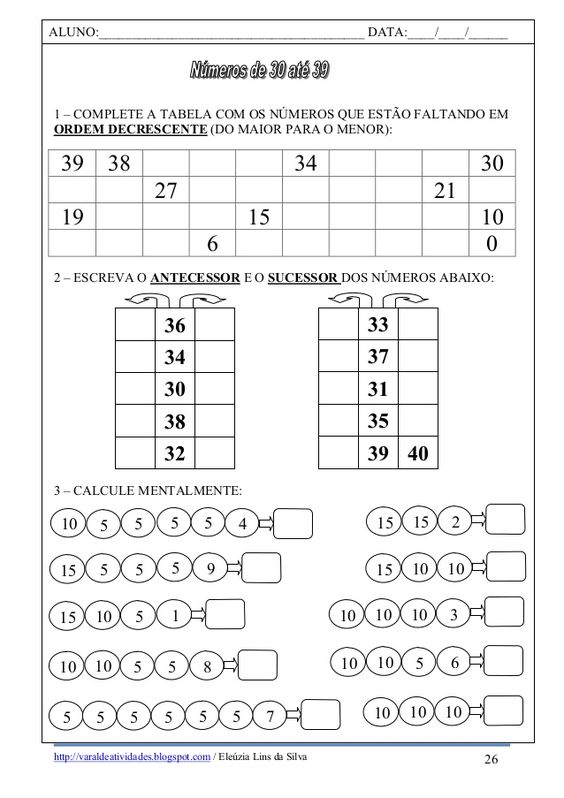 ALUNO:______________________________________ DATA:____/____/______
Números de 30 até 39
1 – COMPLETE A TABELA COM OS NÚMEROS QUE ESTÃO FALTANDO EM
ORDEM DECRESCENTE (DO MAIOR PARA O MENOR):
39 38 34 30
27 21
19 15 10
6 0
2 – ESCREVA O ANTECESSOR E O SUCESSOR DOS NÚMEROS ABAIXO:
36 33
34 37
30 31
38 35
32 39 40
3 – CALCULE MENTALMENTE:
10 5 5 5 5 4 15 15 2
15 5 5 5 9 15 10 10
15 10 5 1 10 10 10 3
10 10 5 5 8 10 10 5 6
5 5 5 5 5 5 7 10 10 10
http://varaldeatividades.blogspot.com / Eleúzia Lins da Silva
26